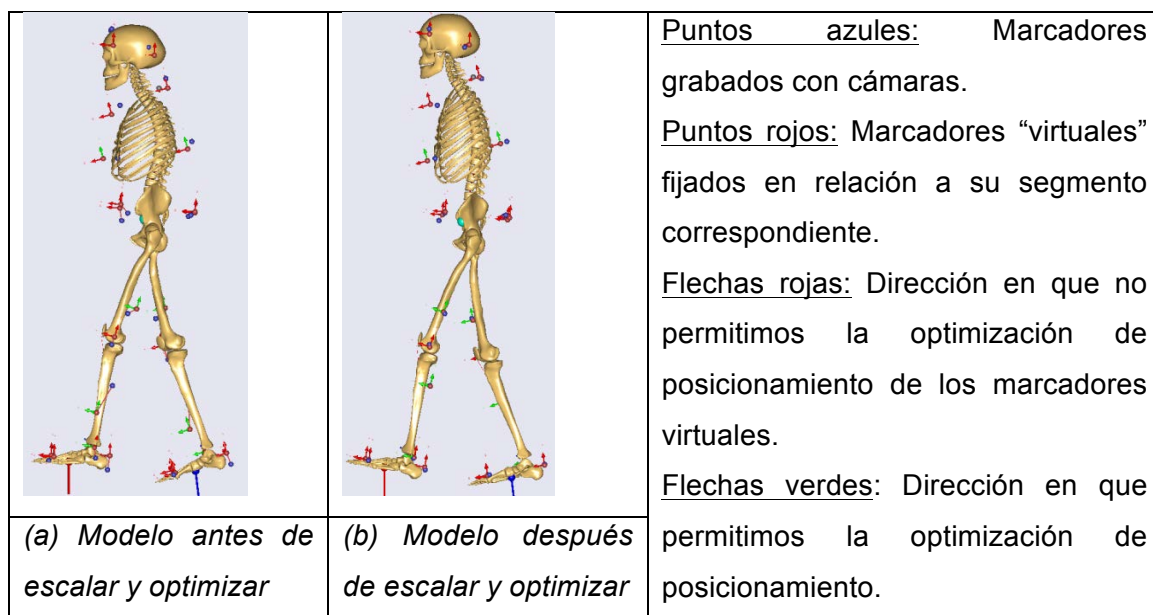 Puntos azules: Marcadores
grabados con cámaras.
Puntos rojos: Marcadores “virtuales”
fijados en relación a su segmento
correspondiente.
Flechas rojas: Dirección en que no
permitimos la optimización de
posicionamiento de los marcadores
virtuales.
Flechas verdes: Dirección en que
permitimos la optimización de
posicionamiento.
(a) Modelo antes de
escalar y optimizar
(b) Modelo después
de escalar y optimizar